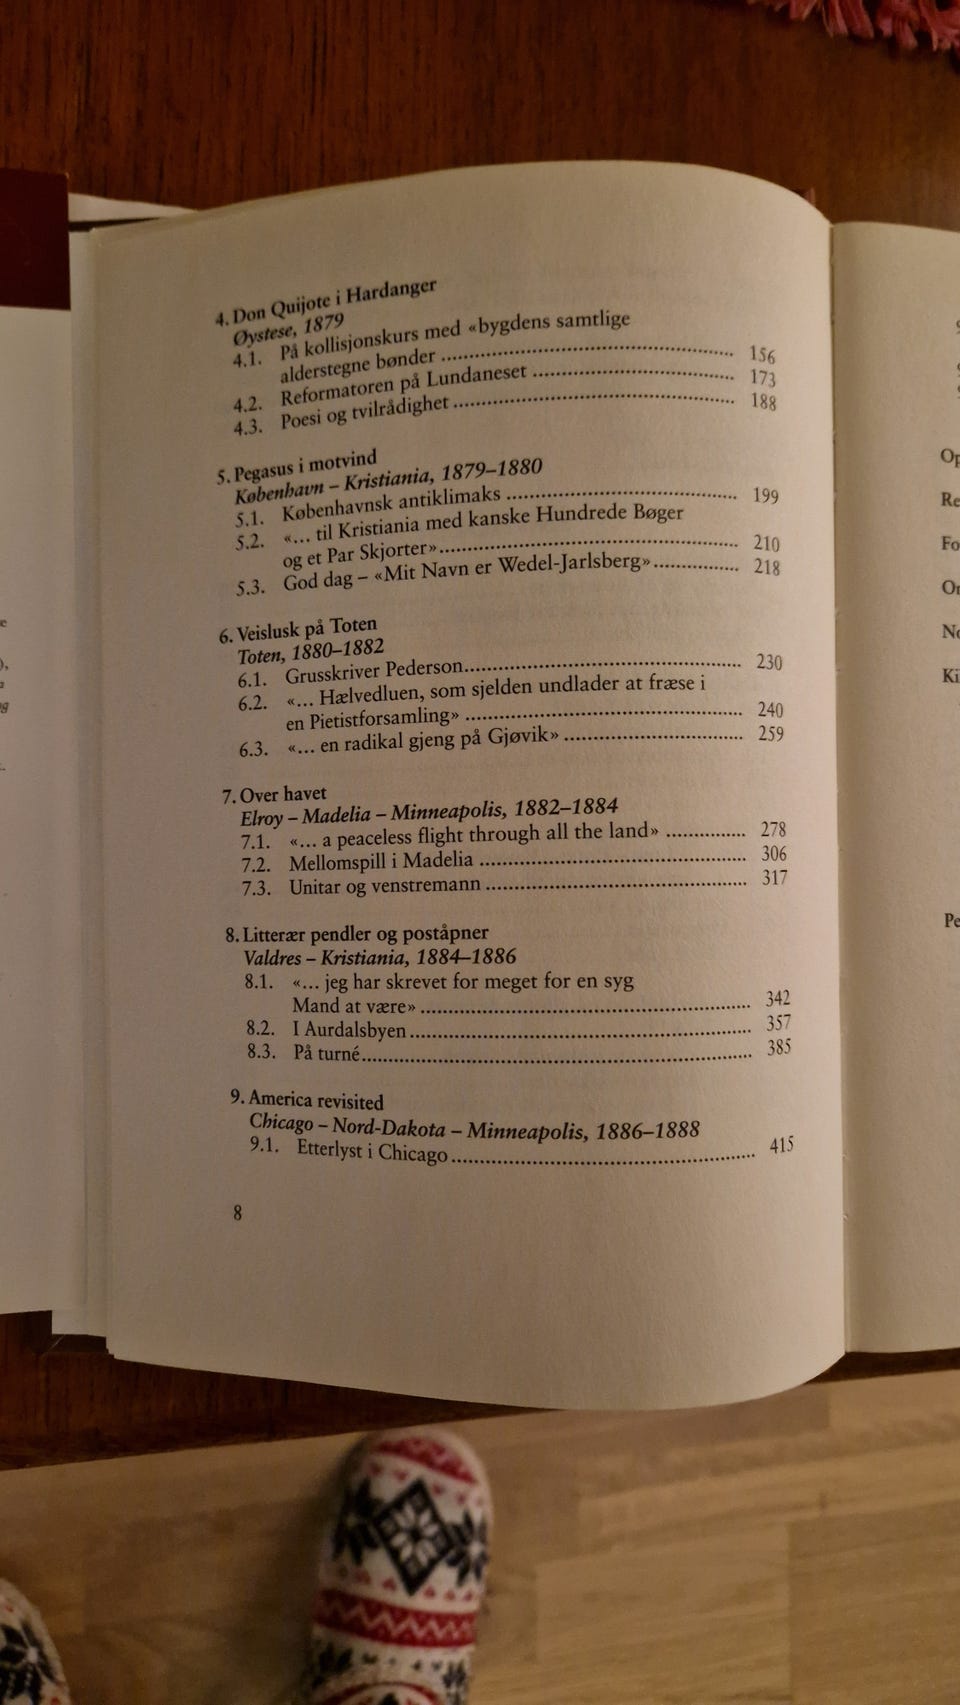 4. Don Quijote i Hardanger
Øystese, 1879
4.1. På kollisjonskurs med «bygdens samtlige
alderstegne bønder ........ 156
4.2. Reformatoren på Lundaneset ........ 173
4.3. Poesi og tvilrådighet ........ 188
5. Pegasus i motvind
København – Kristiania, 1879–1880
5.1. Københavnsk antiklimaks ........ 199
5.2. «... til Kristiania med kanske Hundrede Bøger
og et Par Skjorter» ........ 210
5.3. God dag – «Mit Navn er Wedel-Jarlsberg» ........ 218
6. Veislusk på Toten
Toten, 1880–1882
6.1. Grusskriver Pederson ........ 230
6.2. «... Hælvedluen, som sjelden undlader at fræse i
en Pietistforsamling» ........ 240
6.3. «... en radikal gjeng på Gjøvik» ........ 259
7. Over havet
Elroy – Madelia – Minneapolis, 1882–1884
7.1. «... a peaceless flight through all the land» ........ 278
7.2. Mellomspill i Madelia ........ 306
7.3. Unitar og venstremann ........ 317
8. Litterær pendler og poståpner
Valdres – Kristiania, 1884–1886
8.1. «... jeg har skrevet for meget for en syg
Mand at være» ........ 342
8.2. I Aurdalsbyen ........ 357
8.3. På turné ........ 385
9. America revisited
Chicago – Nord-Dakota – Minneapolis, 1886–1888
9.1. Etterlyst i Chicago ........ 415
8